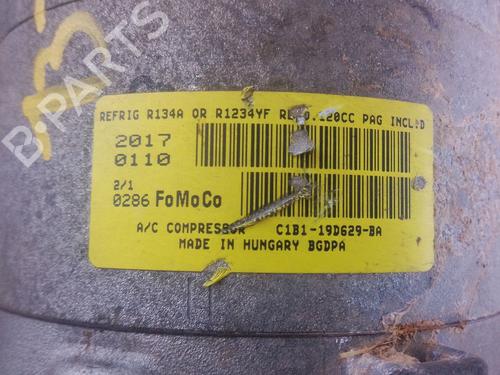 B-PARTS
REFRIG R134A OR R1234YF 120CC PAG INCL
2017
0110
2/1
0286 FoMoCo
A/C COMPRESSOR C1B1-19D629-BA
MADE IN HUNGARY BGDPA